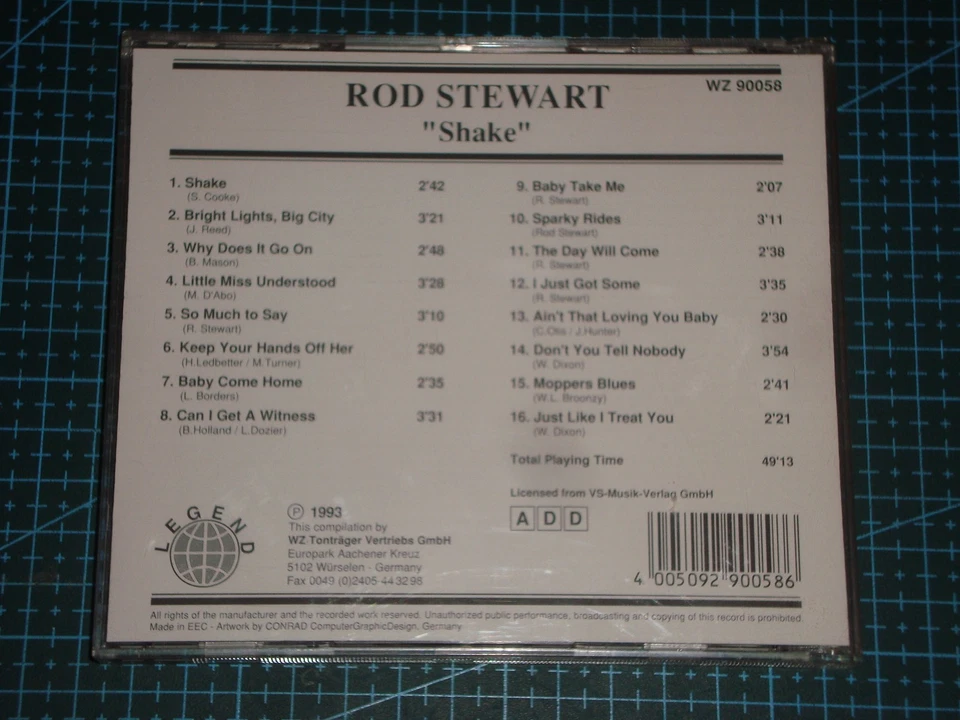 WZ 90058
ROD STEWART
"Shake"
1. Shake 2'42
(S. Cooke)
2. Bright Lights, Big City 3'21
(J. Reed)
3. Why Does It Go On 2'48
(B. Mason)
4. Little Miss Understood 3'28
(M. D'Abo)
5. So Much to Say 3'10
(R. Stewart)
6. Keep Your Hands Off Her 2'50
(H.Ledbetter / M.Turner)
7. Baby Come Home 2'35
(L. Borders)
8. Can I Get A Witness 3'31
(B.Holland / L.Dozier)
9. Baby Take Me 2'07
(R. Stewart)
10. Sparky Rides 3'11
(Rod Stewart)
11. The Day Will Come 2'38
(R. Stewart)
12. I Just Got Some 3'35
(R. Stewart)
13. Ain't That Loving You Baby 2'30
(C.Otis / J.Hunter)
14. Don't You Tell Nobody 3'54
(W. Dixon)
15. Moppers Blues 2'41
(W.L. Broonzy)
16. Just Like I Treat You 2'21
(W. Dixon)
Total Playing Time 49'13
Licensed from VS-Musik-Verlag GmbH
ADD
LEGEND
Ⓟ 1993
This compilation by
WZ Tonträger Vertriebs GmbH
Europark Aachener Kreuz
5102 Würselen - Germany
Fax 0049 (0)2405 44 32 96
4 005092 900586
All rights of the manufacturer and the recorded work reserved. Unauthorized public performance, broadcasting and copying of this record is prohibited.
Made in EEC - Artwork by CONRAD ComputerGraphicDesign, Germany